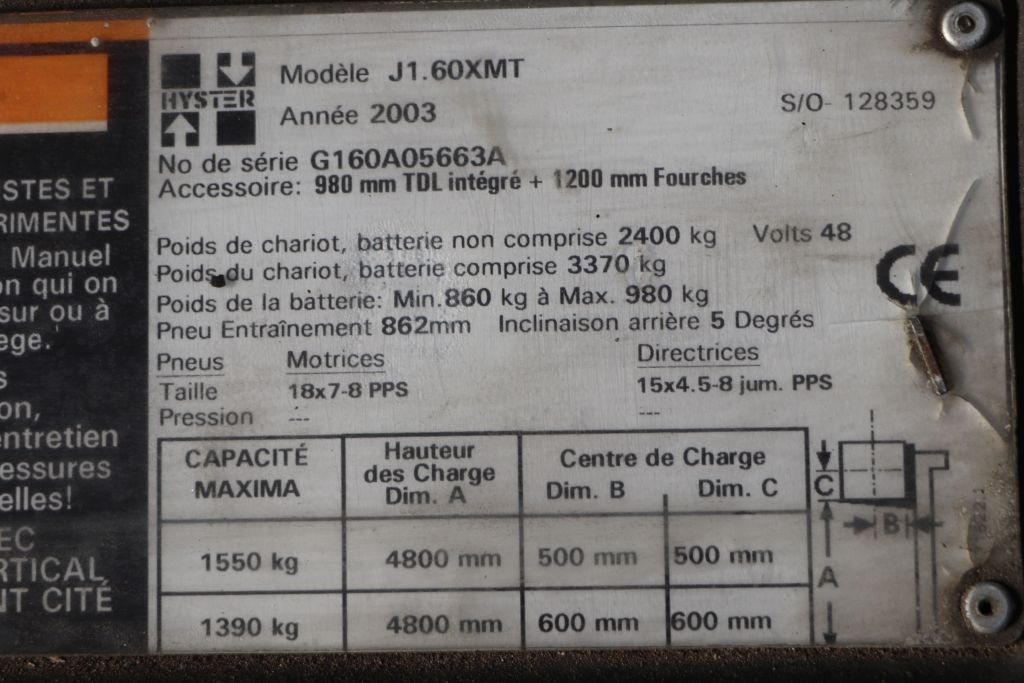 HYSTER
Modèle J1.60XMT
Année 2003
S/O- 128359
No de série G160A05663A
Accessoire: 980 mm TDL intégré + 1200 mm Fourches
Poids de chariot, batterie non comprise 2400 kg Volts 48
Poids du chariot, batterie comprise 3370 kg
CE
Poids de la batterie: Min.860 kg à Max. 980 kg
Pneu Entraînement 862mm Inclinaison arrière 5 Degrés
Pneus Motrices Directrices
Taille 18x7-8 PPS 15x4.5-8 jum. PPS
Pression --- ---
CAPACITÉ MAXIMA
Hauteur des Charge Dim. A
Centre de Charge
Dim. B Dim. C
1550 kg 4800 mm 500 mm 500 mm
1390 kg 4800 mm 600 mm 600 mm
C
B
A
STES ET
RIMENTES
Manuel
on qui on
sur ou à
ege.
s
on,
entretien
essures
elles!
EC
RTICAL
NT CITÉ